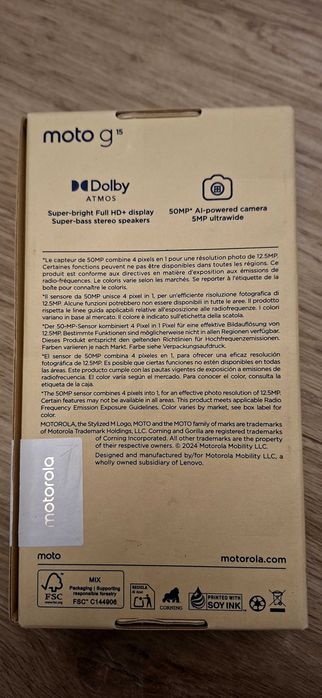 moto g 15
Dolby
ATMOS
Super-bright Full HD+ display
Super-bass stereo speakers
50MP* AI-powered camera
5MP ultrawide
*Le capteur de 50MP combine 4 pixels en 1 pour une résolution photo de 12.5MP.
Certaines fonctions peuvent ne pas être disponibles dans toutes les régions. Ce
produit est conforme aux directives en matière d'exposition aux émissions de
radio-fréquences. Le coloris varie selon les marchés. Se reporter à l'étiquette de la
boîte pour connaître le coloris.
*Il sensore da 50MP unisce 4 pixel in 1, per un'efficiente risoluzione fotografica di
12.5MP. Alcune funzioni potrebbero non essere disponibili in tutte le aree. Il prodotto
rispetta le linee guida applicabili relative all'esposizione alle radiofrequenze. I colori
variano in base al mercato. Il colore è indicato sull'etichetta della scatola.
*Der 50-MP-Sensor kombiniert 4 Pixel in 1 Pixel für eine effektive Bildauflösung von
12.5MP. Bestimmte Funktionen sind möglicherweise nicht in allen Regionen verfügbar.
Dieses Produkt entspricht den geltenden Richtlinien für Hochfrequenzemissionen.
Farben variieren je nach Markt. Farbe siehe Verpackungsaufdruck.
*El sensor de 50MP combina 4 píxeles en 1, para ofrecer una eficaz resolución
fotográfica de 12.5MP. Es posible que ciertas funciones no estén disponibles en todas
las áreas. Este producto cumple con las pautas vigentes de exposición a emisiones de
radiofrecuencia. El color varía según el mercado. Para conocer el color, consulta la
etiqueta de la caja.
*The 50MP sensor combines 4 pixels into 1, for an effective photo resolution of 12.5MP.
Certain features may not be available in all areas. This product meets applicable Radio
Frequency Emission Exposure Guidelines. Color varies by market, see box label for
color.
MOTOROLA, the Stylized M Logo, MOTO and the MOTO family of marks are trademarks
of Motorola Trademark Holdings, LLC. Corning and Gorilla are registered trademarks
of Corning Incorporated. All other trademarks are the property
of their respective owners. © 2024 Motorola Mobility LLC.
Designed and manufactured by/for Motorola Mobility LLC, a
wholly owned subsidiary of Lenovo.
motorola
moto
motorola.com
FSC
www.fsc.org
MIX
Packaging | Supporting
responsible forestry
FSC® C144906
CORNING
PRINTED WITH
SOY INK